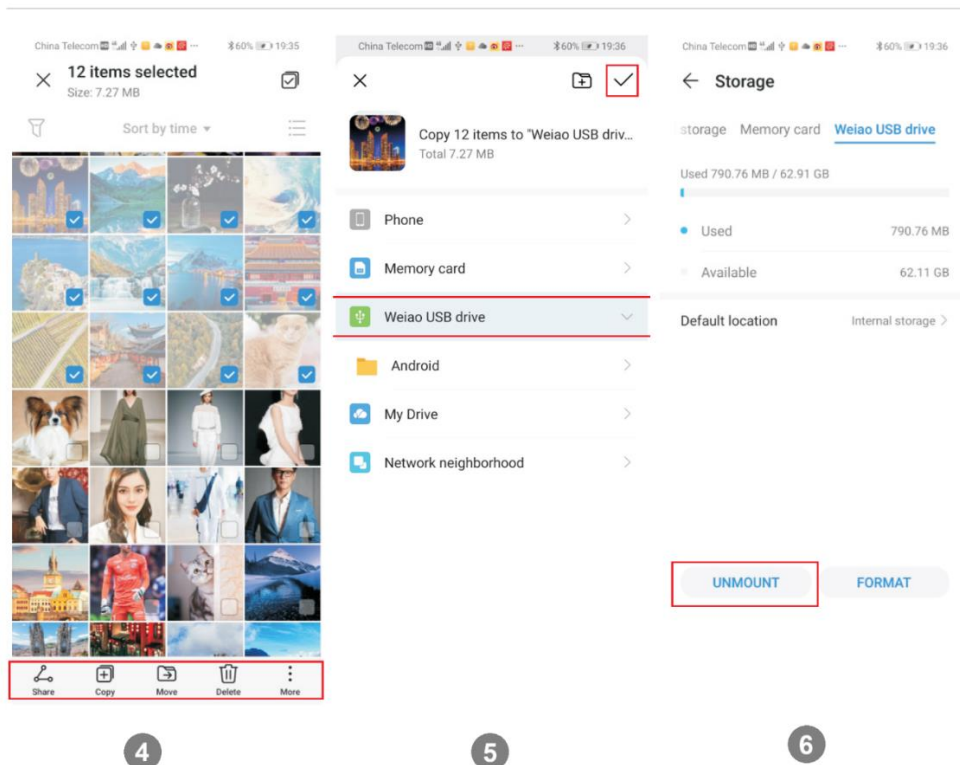 China Telecom HD 60% 19:35
12 items selected
Size: 7.27 MB
Sort by time
Share Copy Move Delete More
4
China Telecom HD 60% 19:36
Copy 12 items to "Weiao USB driv...
Total 7.27 MB
Phone
Memory card
Weiao USB drive
Android
My Drive
Network neighborhood
5
China Telecom HD 60% 19:36
Storage
storage Memory card Weiao USB drive
Used 790.76 MB / 62.91 GB
Used 790.76 MB
Available 62.11 GB
Default location Internal storage
UNMOUNT FORMAT
6